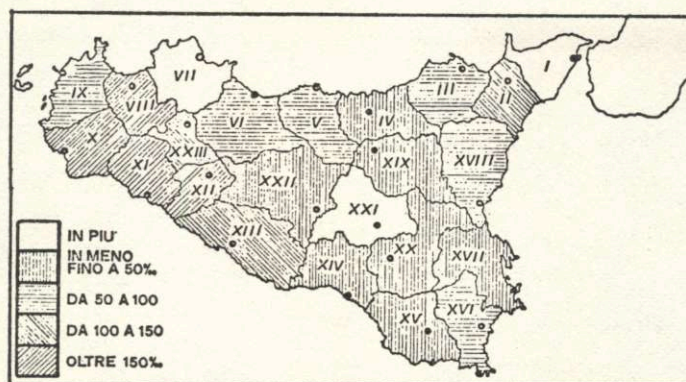 I
VII
IX
VIII
III
II
VI
V
IV
X
XI
XXIII
XIX
XVIII
XII
XXII
XXI
XIII
XIV
XX
XVII
XV
XVI
IN PIU'
IN MENO
FINO A 50‰
DA 50 A 100
DA 100 A 150
OLTRE 150‰